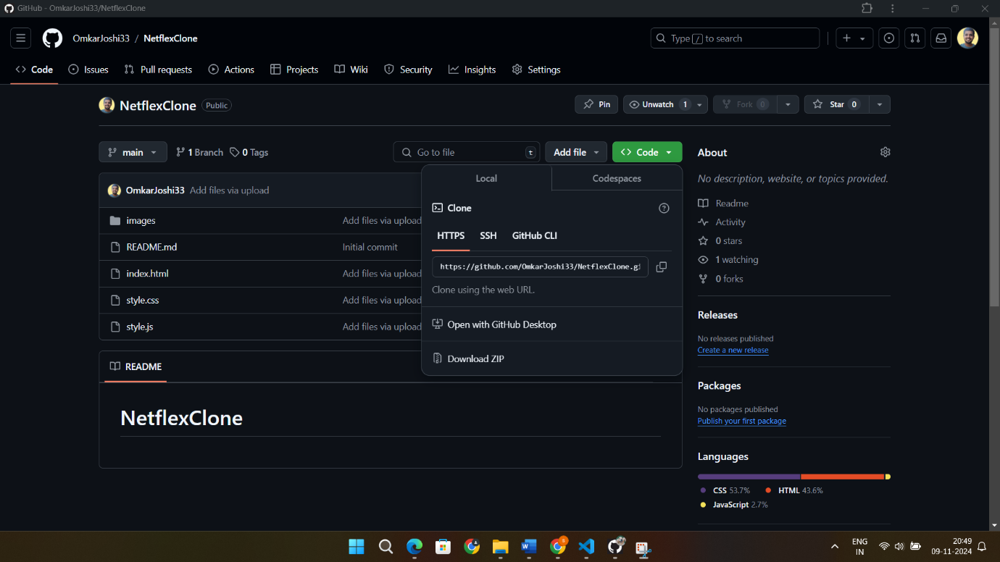 GitHub - OmkarJoshi33/NetflexClone
OmkarJoshi33 / NetflexClone
Type / to search
Code Issues Pull requests Actions Projects Wiki Security Insights Settings
NetflexClone Public
Pin Unwatch 1 Fork 0 Star 0
main 1 Branch 0 Tags Go to file t Add file <> Code
OmkarJoshi33 Add files via upload
images Add files via upload
README.md Initial commit
index.html Add files via upload
style.css Add files via upload
style.js Add files via upload
README
NetflexClone
Local Codespaces
Clone
HTTPS SSH GitHub CLI
https://github.com/OmkarJoshi33/NetflexClone.gi
Clone using the web URL.
Open with GitHub Desktop
Download ZIP
About
No description, website, or topics provided.
Readme
Activity
0 stars
1 watching
0 forks
Releases
No releases published
Create a new release
Packages
No packages published
Publish your first package
Languages
CSS 53.7% HTML 43.6%
JavaScript 2.7%
ENG
IN
20:49
09-11-2024